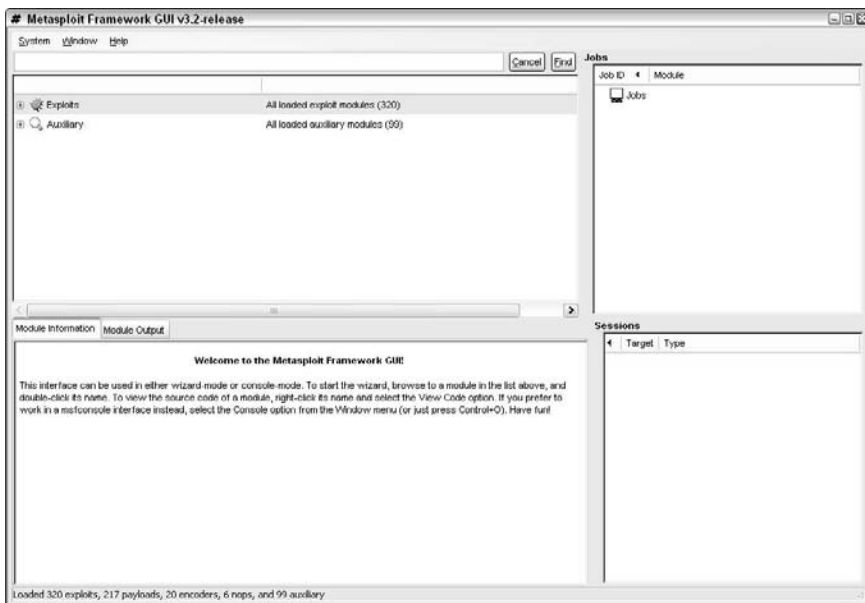 # Metasploit Framework GUI v3.2-release
System Window Help
Cancel Find
Jobs
Job ID Module
Jobs
Exploits All loaded exploit modules (320)
Auxiliary All loaded auxiliary modules (99)
Module Information Module Output
Welcome to the Metasploit Framework GUI!
This interface can be used in either wizard-mode or console-mode. To start the wizard, browse to a module in the list above, and
double-click its name. To view the source code of a module, right-click its name and select the View Code option. If you prefer to
work in a msfconsole interface instead, select the Console option from the Window menu (or just press Control+O). Have fun!
Sessions
Target Type
Loaded 320 exploits, 217 payloads, 20 encoders, 6 nops, and 99 auxiliary